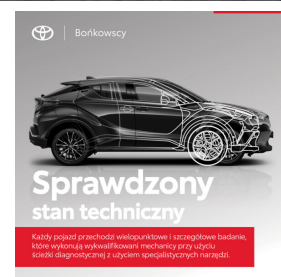 Bońkowscy
Sprawdzony
stan techniczny
Każdy pojazd przechodzi wielopunktowe i szczegółowe badanie,
które wykonują wykwalifikowani mechanicy przy użyciu
ścieżki diagnostycznej z użyciem specjalistycznych narzędzi.